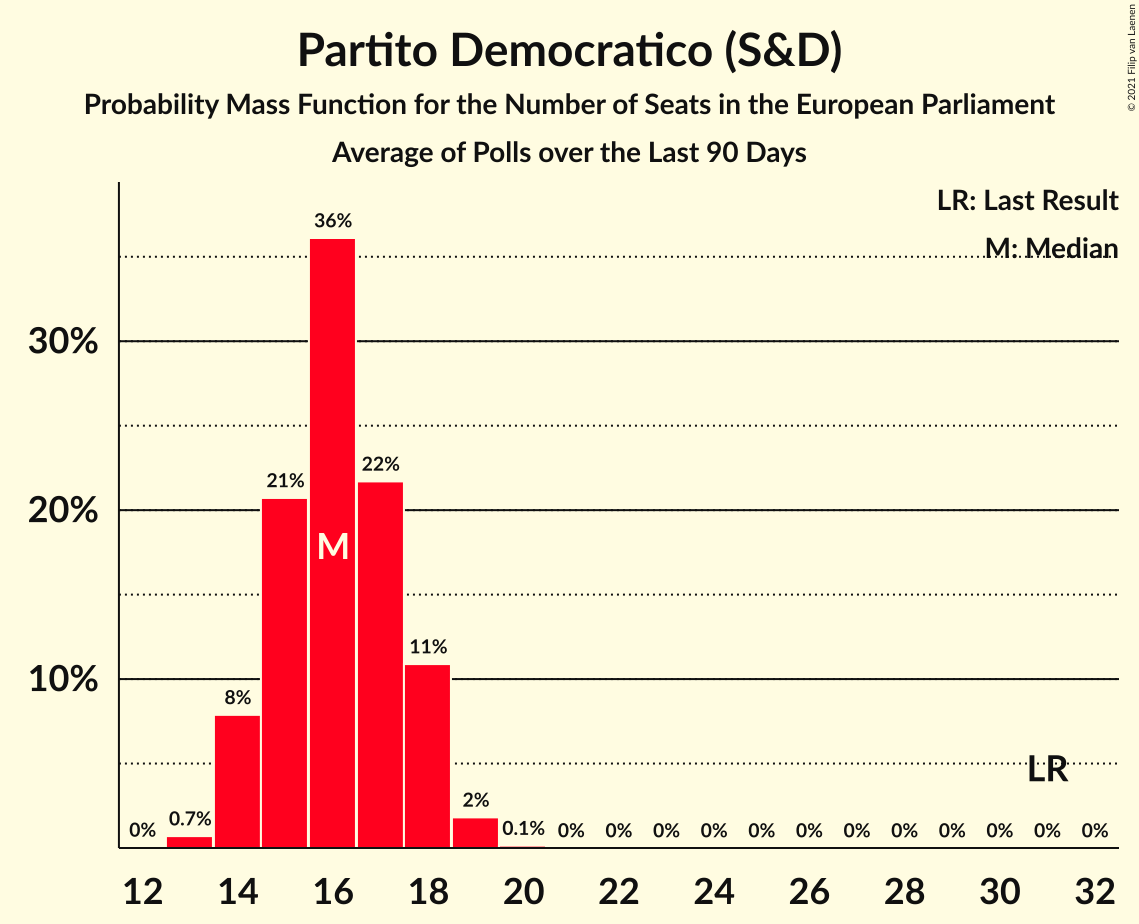 Partito Democratico (S&D)
Probability Mass Function for the Number of Seats in the European Parliament
Average of Polls over the Last 90 Days
© 2021 Filip van Laenen
LR: Last Result
M: Median
36%
30%
22%
21%
20%
M
11%
10%
8%
LR
2%
0% 0.7% 0.1% 0% 0% 0% 0% 0% 0% 0% 0% 0% 0% 0% 0%
12 14 16 18 20 22 24 26 28 30 32